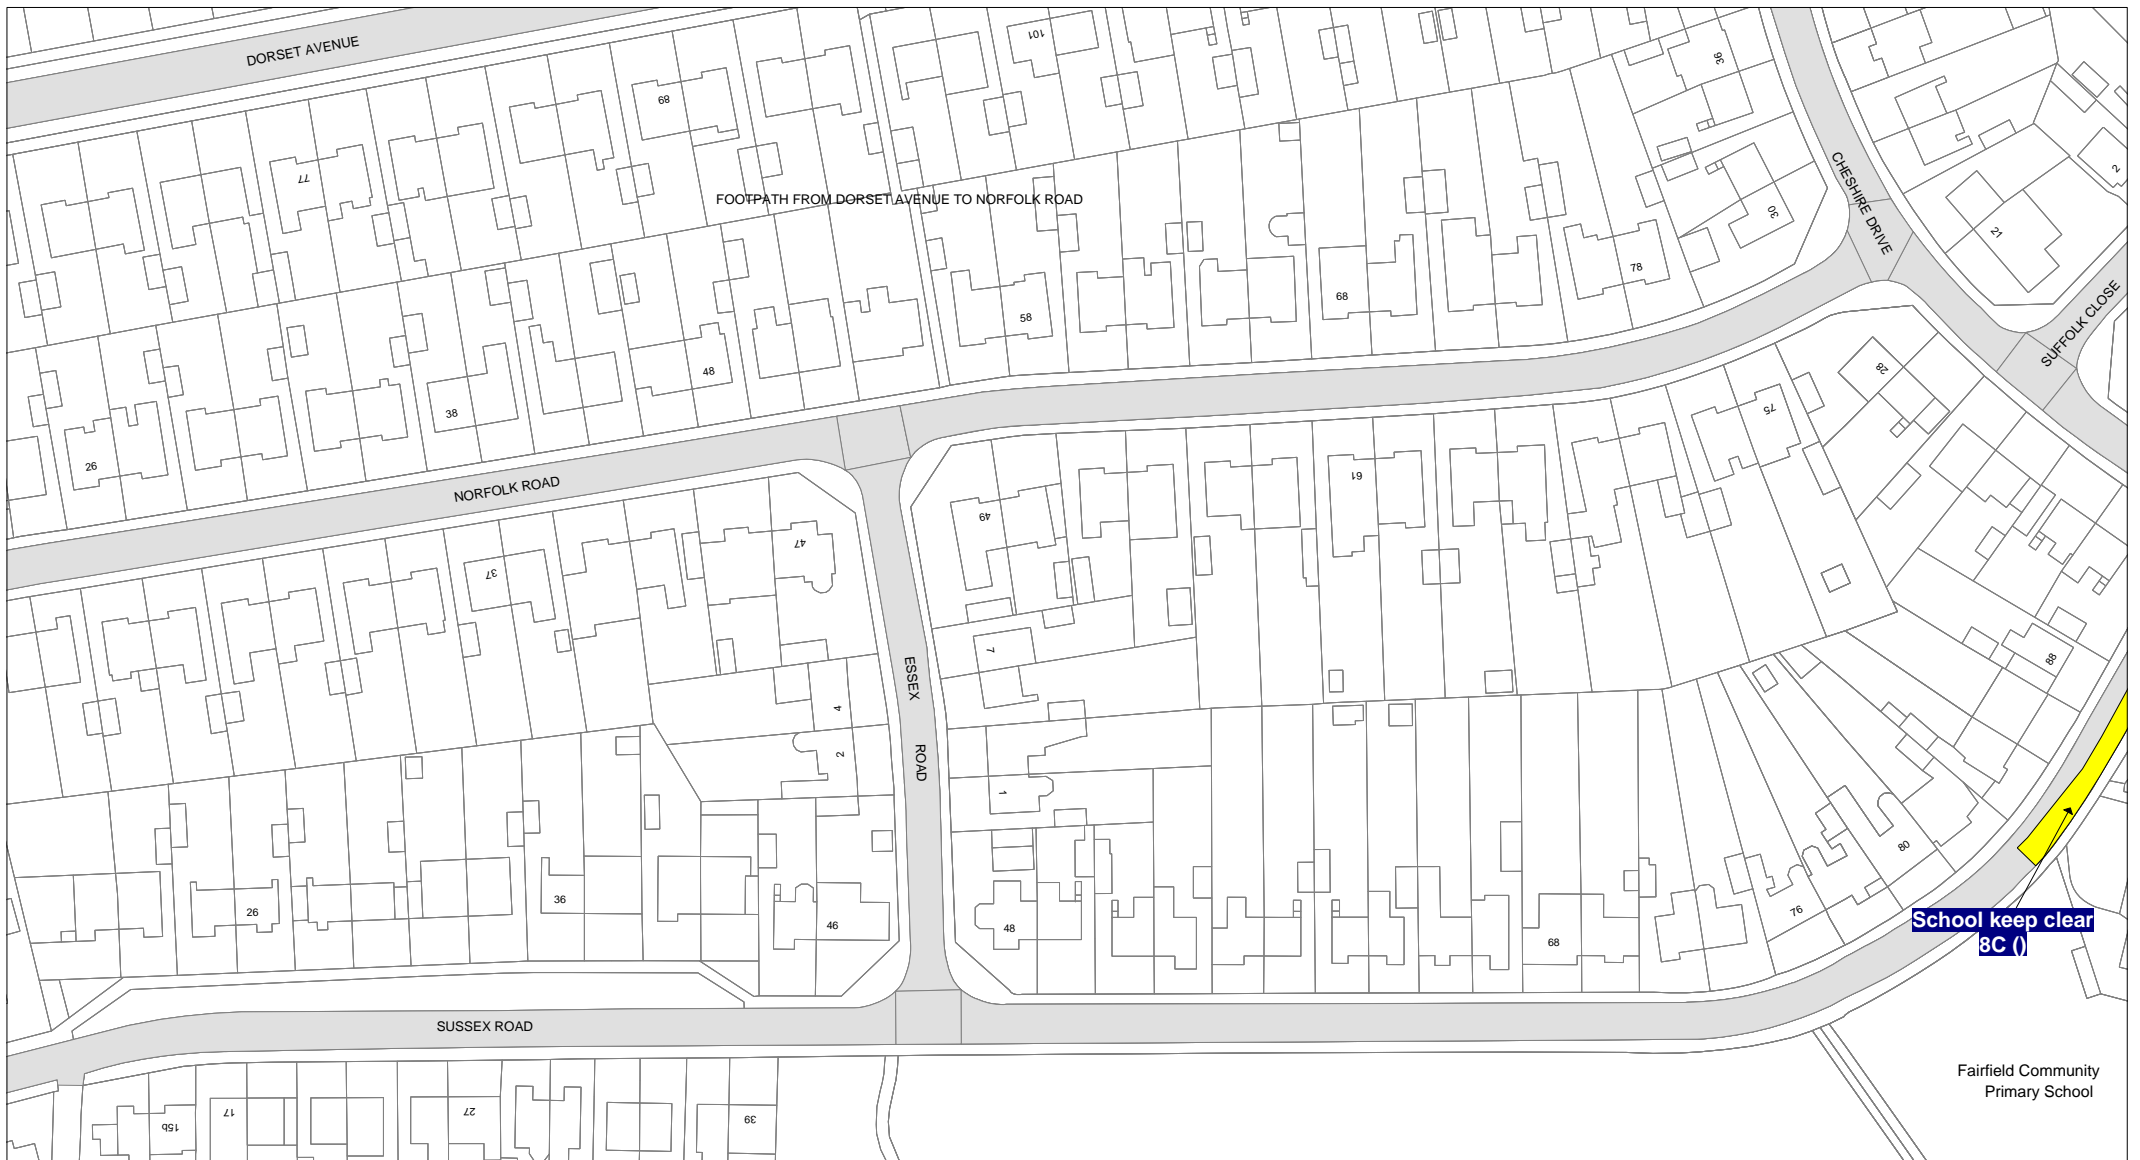 DORSET AVENUE
101
36
89
77
CHESHIRE DRIVE
2
FOOTPATH FROM DORSET AVENUE TO NORFOLK ROAD
30
21
78
68
58
SUFFOLK CLOSE
48
38
28
75
26
NORFOLK ROAD
61
49
47
37
7
ESSEX ROAD
88
4
2
1
80
26
36
46
48
68
76
School keep clear
8C ()
SUSSEX ROAD
Fairfield Community
Primary School
15b
17
27
39